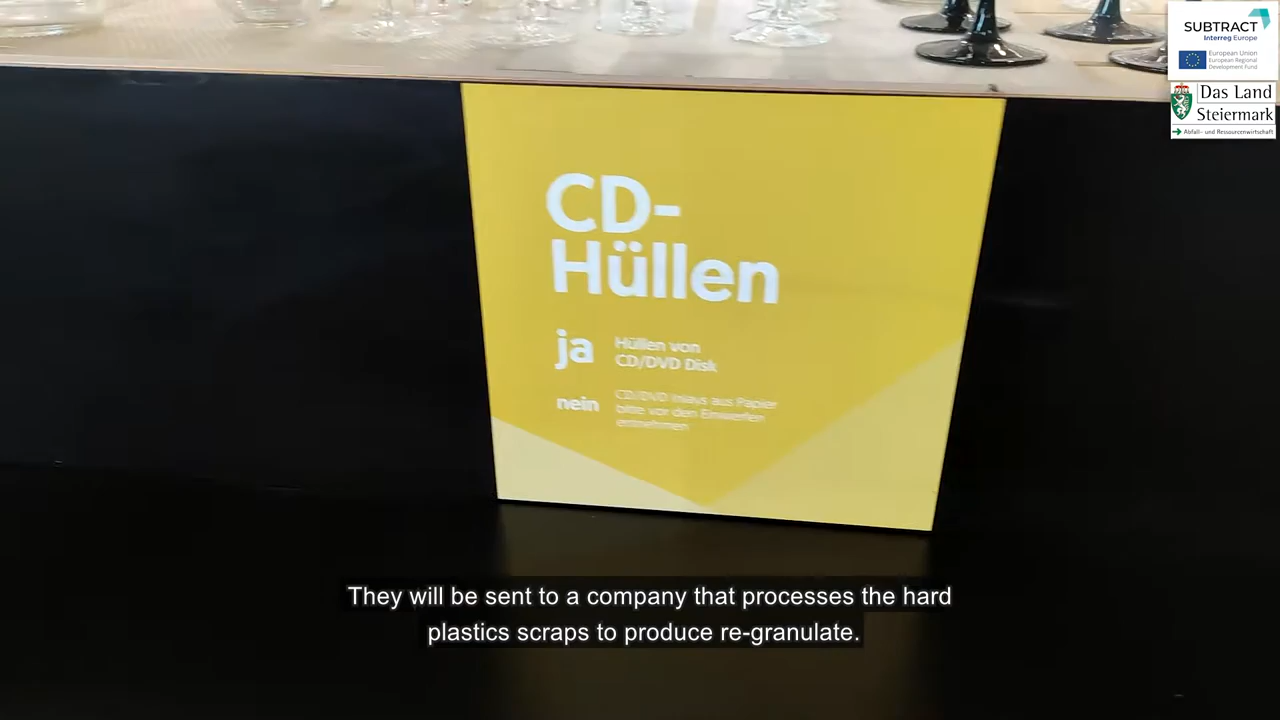 SUBTRACT
Interreg Europe
European Union
European Regional
Development Fund
Das Land
Steiermark
Abfall- und Ressourcenwirtschaft
CD-
Hüllen
ja
Hüllen von
CD/DVD Disk
nein
CD/DVD Inlays aus Papier
bitte vor den Einwerfen
entnehmen
They will be sent to a company that processes the hard
plastics scraps to produce re-granulate.